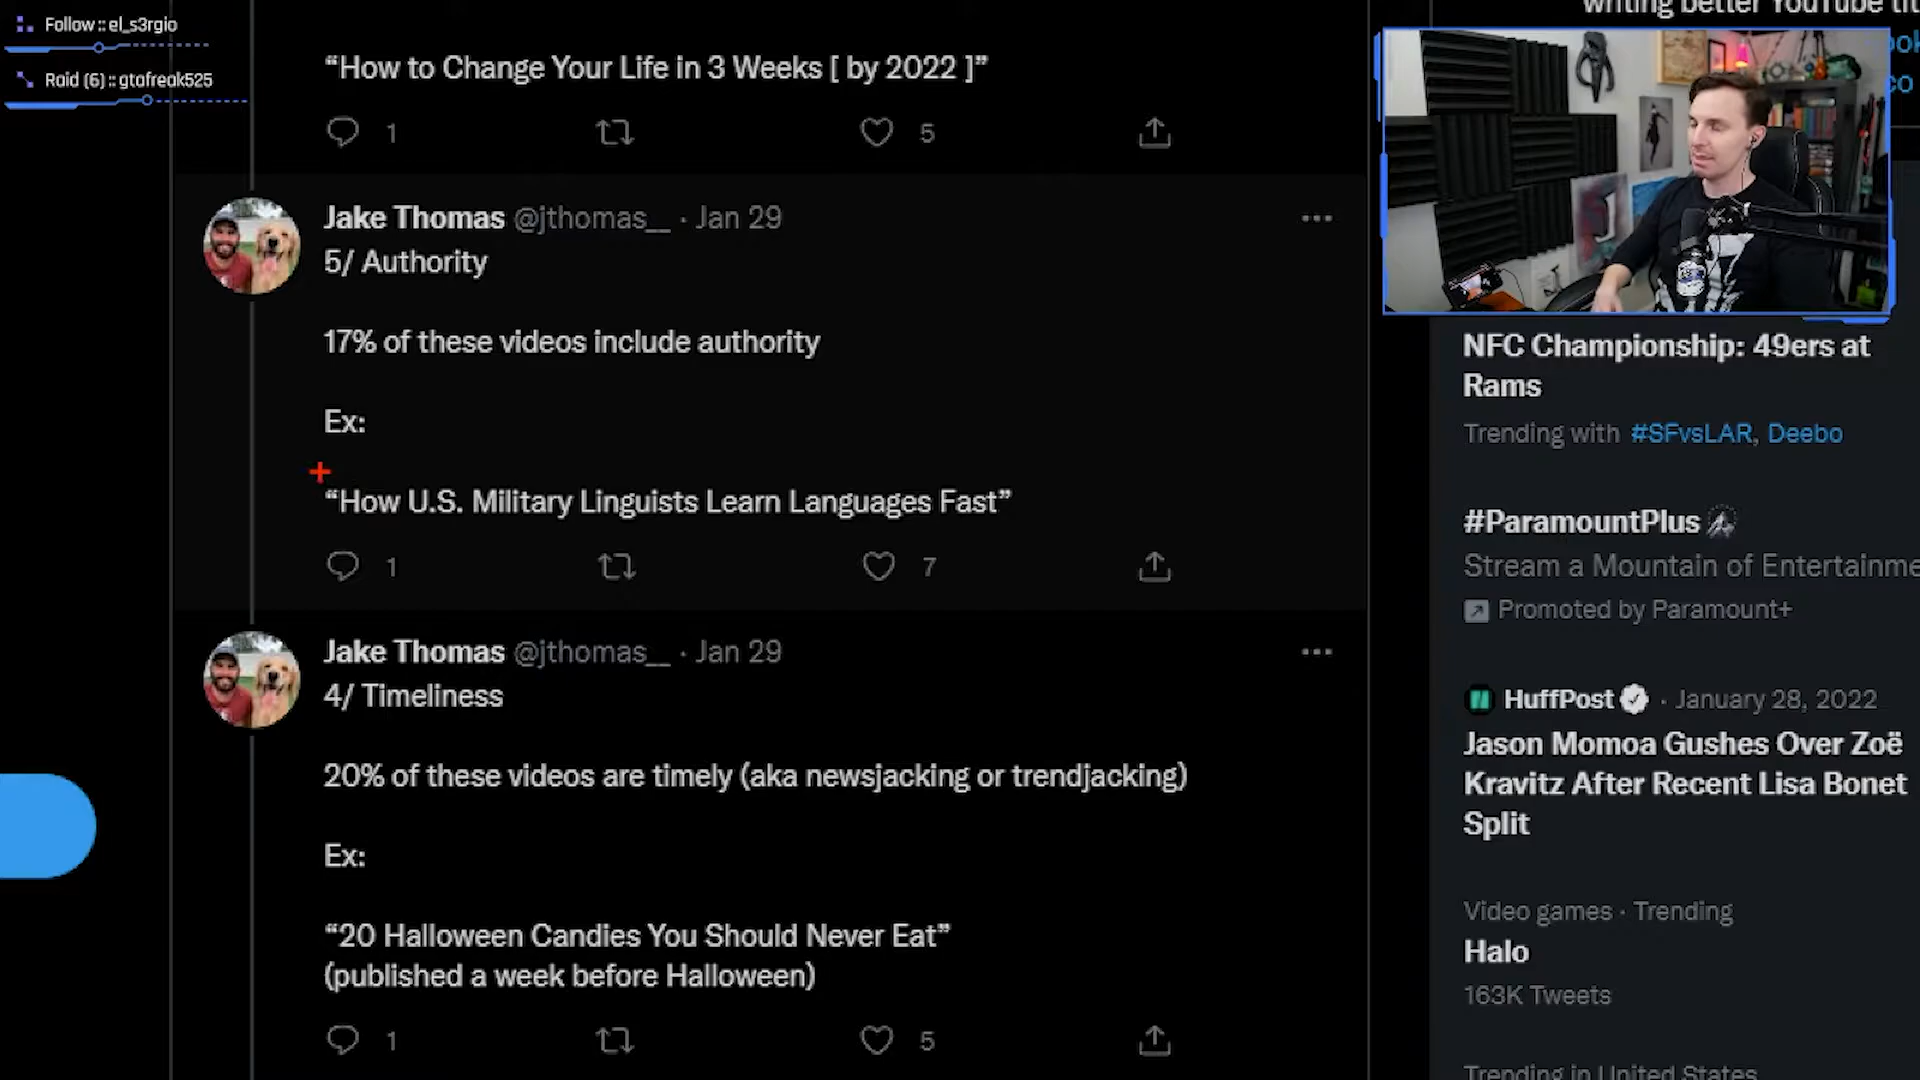 Follow :: el_s3rgio
Raid (6) :: gtafreak525
“How to Change Your Life in 3 Weeks [ by 2022 ]”
1
5
Jake Thomas @jthomas__ · Jan 29
5/ Authority
17% of these videos include authority
Ex:
“How U.S. Military Linguists Learn Languages Fast”
1
7
Jake Thomas @jthomas__ · Jan 29
4/ Timeliness
20% of these videos are timely (aka newsjacking or trendjacking)
Ex:
“20 Halloween Candies You Should Never Eat”
(published a week before Halloween)
1
5
writing better YouTube tit
NFC Championship: 49ers at
Rams
Trending with #SFvsLAR, Deebo
#ParamountPlus
Stream a Mountain of Entertainme
Promoted by Paramount+
HuffPost · January 28, 2022
Jason Momoa Gushes Over Zoë
Kravitz After Recent Lisa Bonet
Split
Video games · Trending
Halo
163K Tweets
Trending in United States